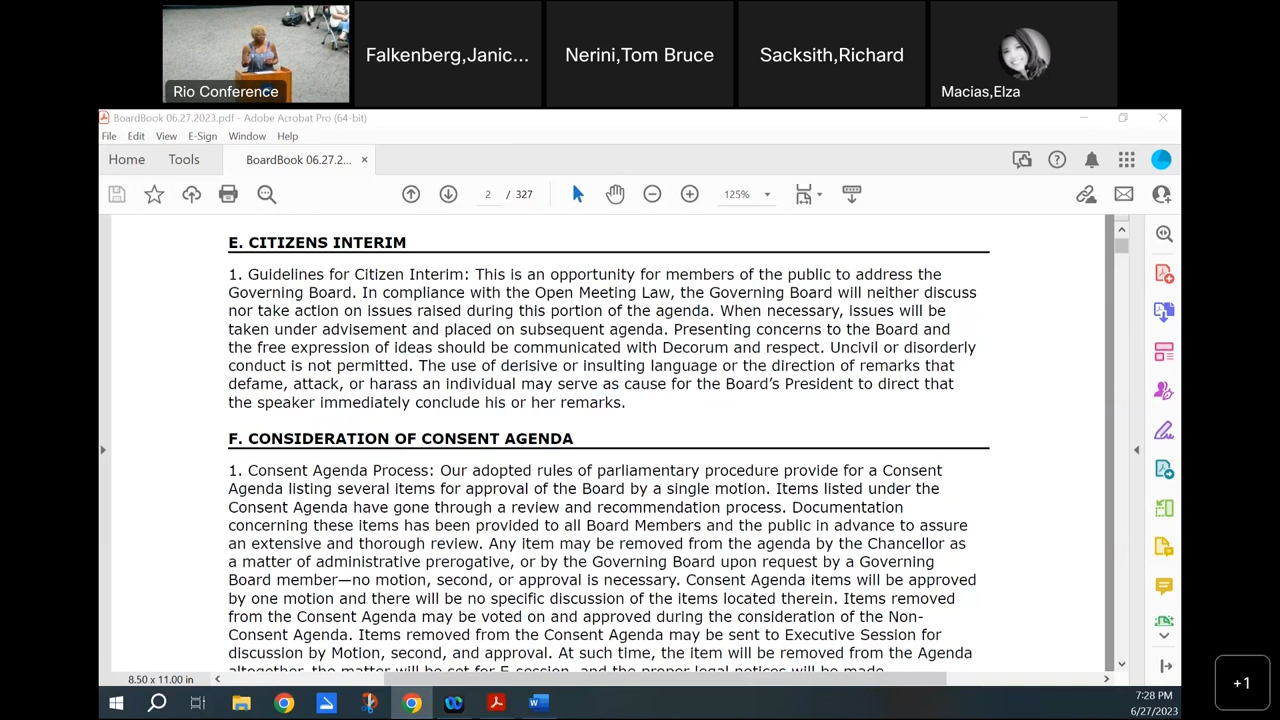 Rio Conference
Falkenberg,Janic...
Nerini,Tom Bruce
Sacksith,Richard
Macias,Elza
BoardBook 06.27.2023.pdf - Adobe Acrobat Pro (64-bit)
File Edit View E-Sign Window Help
Home Tools BoardBook 06.27.2... ×
2 / 327 125%
E. CITIZENS INTERIM
1. Guidelines for Citizen Interim: This is an opportunity for members of the public to address the
Governing Board. In compliance with the Open Meeting Law, the Governing Board will neither discuss
nor take action on issues raised during this portion of the agenda. When necessary, issues will be
taken under advisement and placed on subsequent agenda. Presenting concerns to the Board and
the free expression of ideas should be communicated with Decorum and respect. Uncivil or disorderly
conduct is not permitted. The use of derisive or insulting language or the direction of remarks that
defame, attack, or harass an individual may serve as cause for the Board's President to direct that
the speaker immediately conclude his or her remarks.
F. CONSIDERATION OF CONSENT AGENDA
1. Consent Agenda Process: Our adopted rules of parliamentary procedure provide for a Consent
Agenda listing several items for approval of the Board by a single motion. Items listed under the
Consent Agenda have gone through a review and recommendation process. Documentation
concerning these items has been provided to all Board Members and the public in advance to assure
an extensive and thorough review. Any item may be removed from the agenda by the Chancellor as
a matter of administrative prerogative, or by the Governing Board upon request by a Governing
Board member—no motion, second, or approval is necessary. Consent Agenda items will be approved
by one motion and there will be no specific discussion of the items located therein. Items removed
from the Consent Agenda may be voted on and approved during the consideration of the Non-
Consent Agenda. Items removed from the Consent Agenda may be sent to Executive Session for
discussion by Motion, second, and approval. At such time, the item will be removed from the Agenda
altogether, the matter will be set for E-session, and the proper legal notices will be made.
8.50 x 11.00 in
7:28 PM
6/27/2023
+1